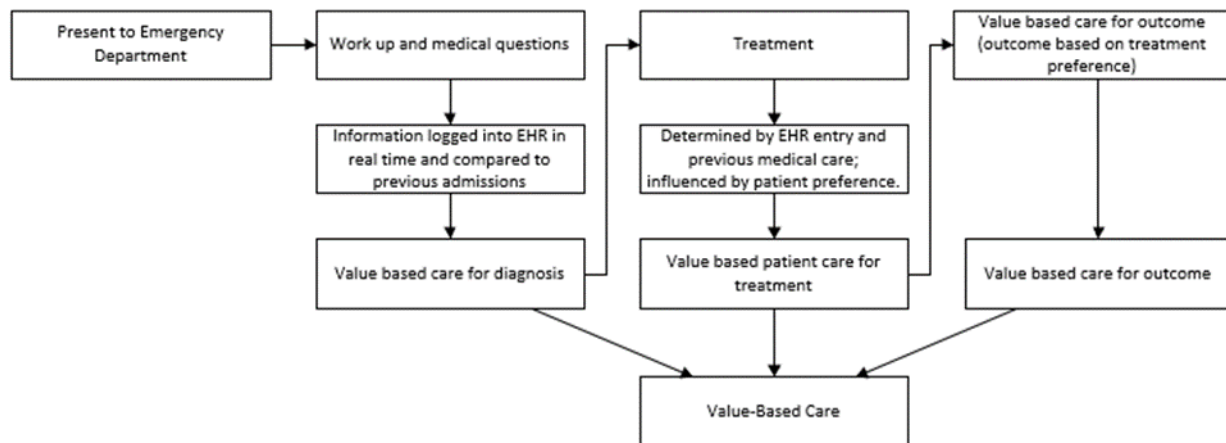 Present to Emergency
Department
Work up and medical questions
Treatment
Value based care for outcome
(outcome based on treatment
preference)
Information logged into EHR in
real time and compared to
previous admissions
Determined by EHR entry and
previous medical care;
influenced by patient preference.
Value based care for diagnosis
Value based patient care for
treatment
Value based care for outcome
Value-Based Care